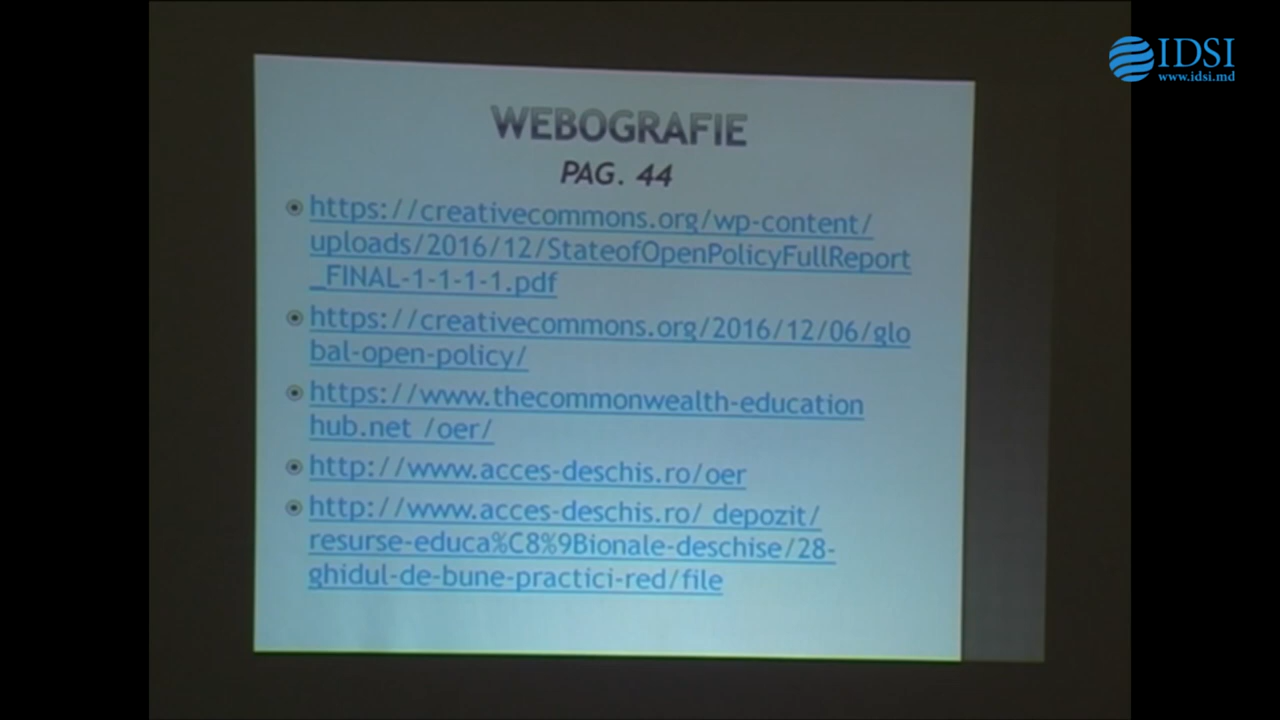 IDSI
www.idsi.md
WEBOGRAFIE
PAG. 44
https://creativecommons.org/wp-content/
uploads/2016/12/StateofOpenPolicyFullReport
_FINAL-1-1-1-1.pdf
https://creativecommons.org/2016/12/06/glo
bal-open-policy/
https://www.thecommonwealth-education
hub.net /oer/
http://www.acces-deschis.ro/oer
http://www.acces-deschis.ro/ depozit/
resurse-educa%C8%9Bionale-deschise/28-
ghidul-de-bune-practici-red/file